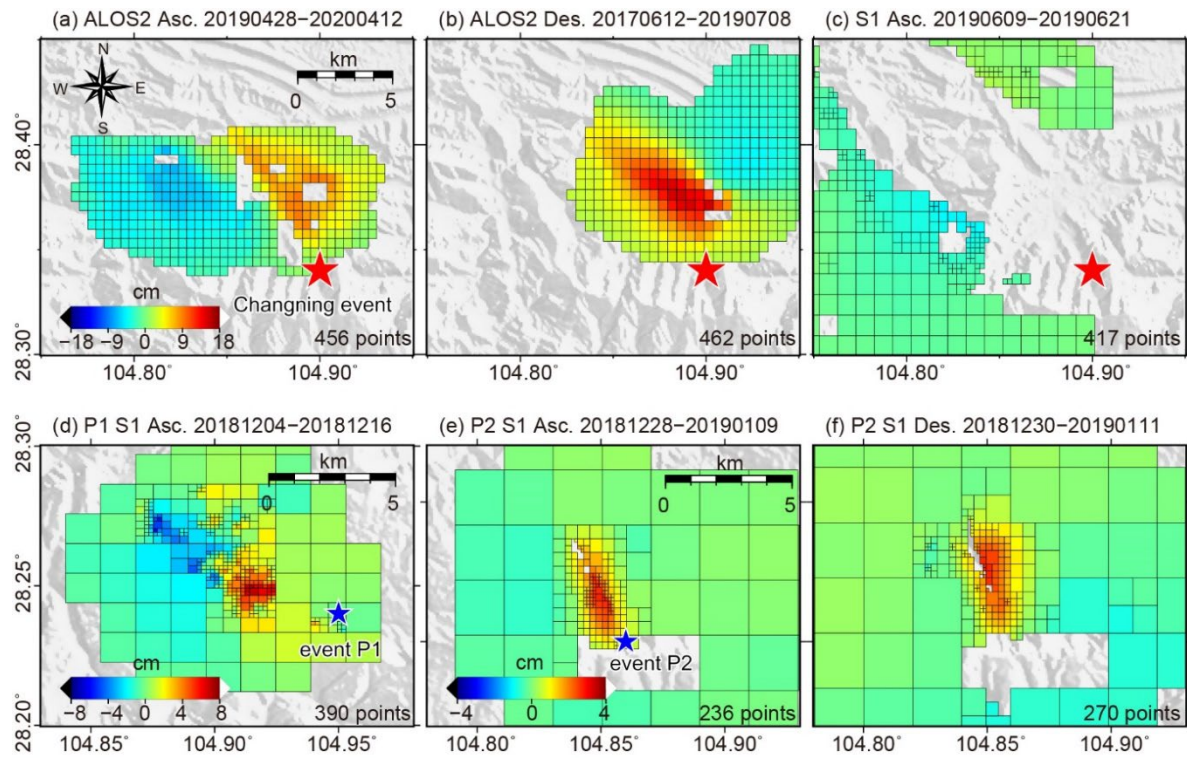 (a) ALOS2 Asc. 20190428−20200412
(b) ALOS2 Des. 20170612−20190708
(c) S1 Asc. 20190609−20190621
N
W E
S
km
0 5
28.40°
28.30°
cm
−18 −9 0 9 18
Changning event
456 points
462 points
417 points
104.80° 104.90°
104.80° 104.90°
104.80° 104.90°
(d) P1 S1 Asc. 20181204−20181216
(e) P2 S1 Asc. 20181228−20190109
(f) P2 S1 Des. 20181230−20190111
28.30°
28.25°
28.20°
km
0 5
km
0 5
event P1
event P2
cm
−8 −4 0 4 8
cm
−4 0 4
390 points
236 points
270 points
104.85° 104.90° 104.95°
104.80° 104.85° 104.90°
104.80° 104.85° 104.90°